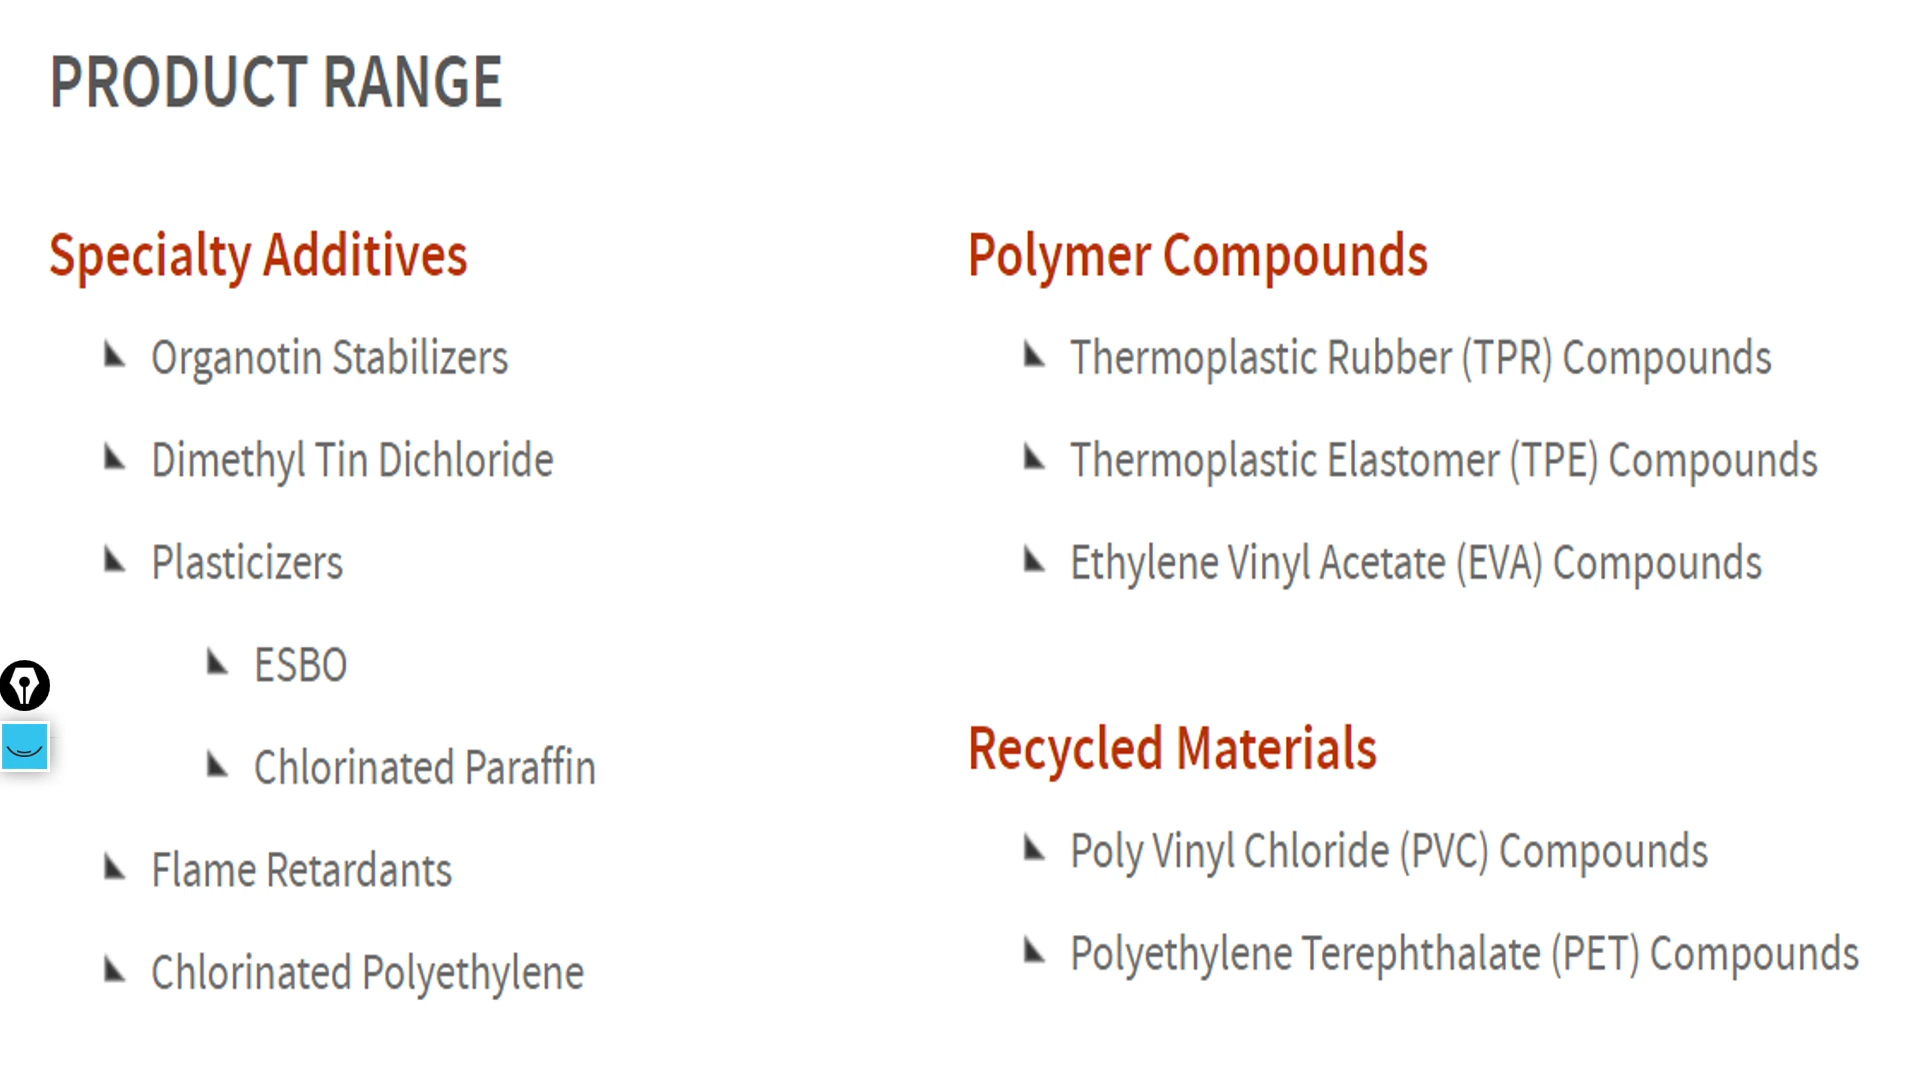 PRODUCT RANGE
Specialty Additives
Organotin Stabilizers
Dimethyl Tin Dichloride
Plasticizers
ESBO
Chlorinated Paraffin
Flame Retardants
Chlorinated Polyethylene
Polymer Compounds
Thermoplastic Rubber (TPR) Compounds
Thermoplastic Elastomer (TPE) Compounds
Ethylene Vinyl Acetate (EVA) Compounds
Recycled Materials
Poly Vinyl Chloride (PVC) Compounds
Polyethylene Terephthalate (PET) Compounds